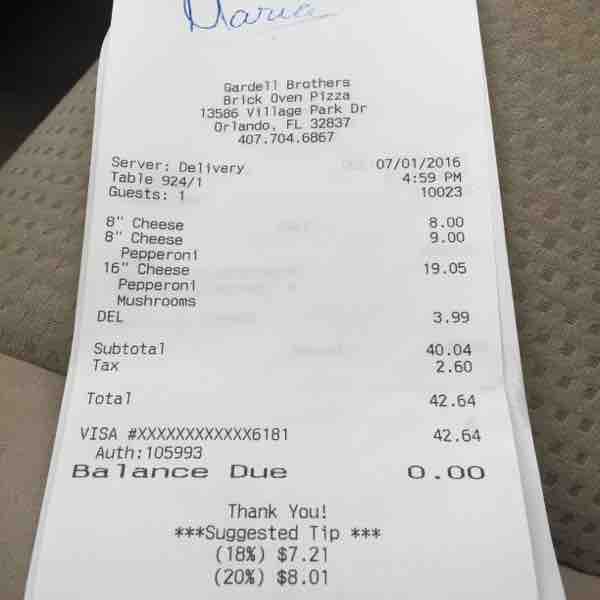 Maria
Gardell Brothers
Brick Oven Pizza
13586 Village Park Dr
Orlando, FL 32837
407.704.6867
Server: Delivery 07/01/2016
Table 924/1 4:59 PM
Guests: 1 10023
8" Cheese 8.00
8" Cheese 9.00
Pepperoni
16" Cheese 19.05
Pepperoni
Mushrooms
DEL 3.99
Subtotal 40.04
Tax 2.60
Total 42.64
VISA #XXXXXXXXXXXX6181 42.64
Auth:105993
Balance Due 0.00
Thank You!
***Suggested Tip ***
(18%) $7.21
(20%) $8.01